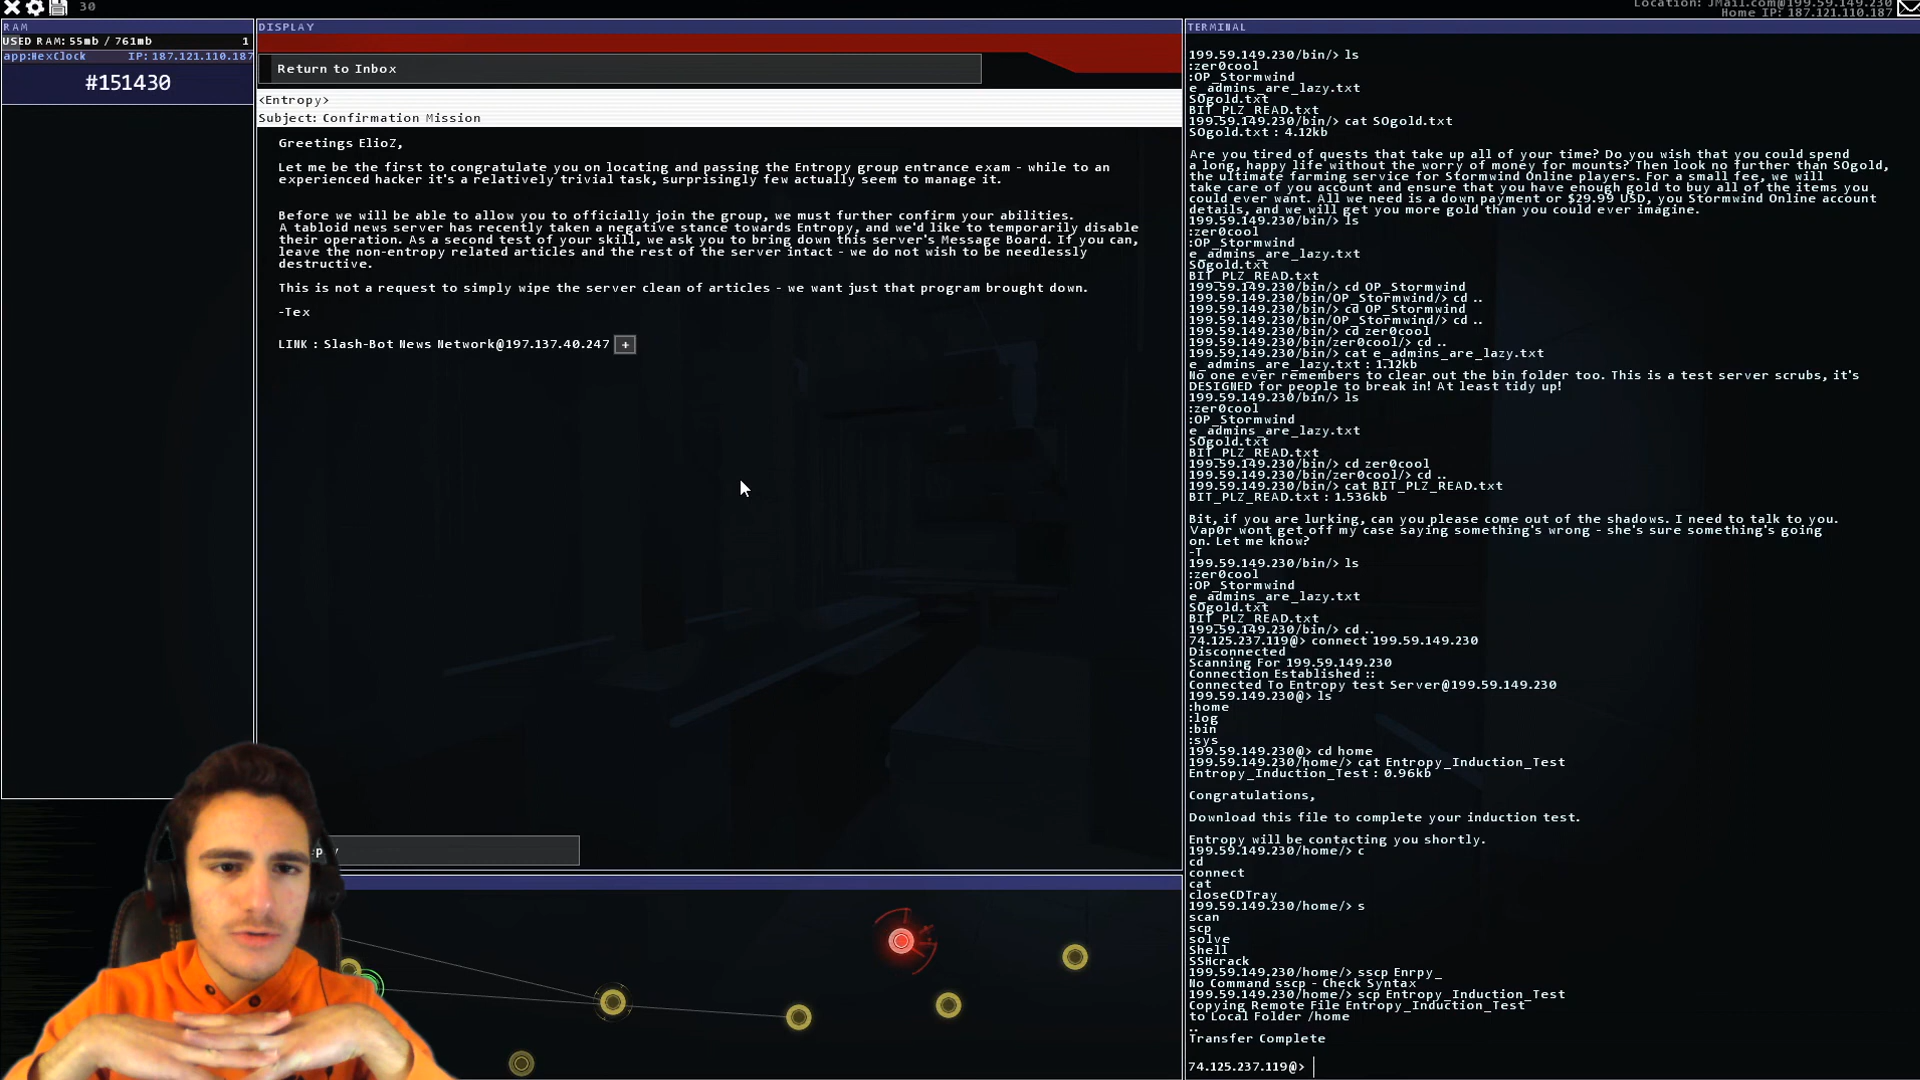 30
Location: JMail.com@199.59.149.230
Home IP: 187.121.110.187
RAM
USED RAM: 55mb / 761mb
1
app:HexClock
IP: 187.121.110.187
#151430
DISPLAY
Return to Inbox
<Entropy>
Subject: Confirmation Mission
Greetings ElioZ,
Let me be the first to congratulate you on locating and passing the Entropy group entrance exam - while to an
experienced hacker it's a relatively trivial task, surprisingly few actually seem to manage it.
Before we will be able to allow you to officially join the group, we must further confirm your abilities.
A tabloid news server has recently taken a negative stance towards Entropy, and we'd like to temporarily disable
their operation. As a second test of your skill, we ask you to bring down this server's Message Board. If you can,
leave the non-entropy related articles and the rest of the server intact - we do not wish to be needlessly
destructive.
This is not a request to simply wipe the server clean of articles - we want just that program brought down.
-Tex
LINK : Slash-Bot News Network@197.137.40.247
+
TERMINAL
199.59.149.230/bin/> ls
:zer0cool
:OP_Stormwind
e_admins_are_lazy.txt
SOgold.txt
BIT_PLZ_READ.txt
199.59.149.230/bin/> cat SOgold.txt
SOgold.txt : 4.12kb
Are you tired of quests that take up all of your time? Do you wish that you could spend
a long, happy life without the worry of money for mounts? Then look no further than SOgold,
the ultimate farming service for Stormwind Online players. For a small fee, we will
take care of you account and ensure that you have enough gold to buy all of the items you
could ever want. All we need is a down payment or $29.99 USD, you Stormwind Online account
details, and we will get you more gold than you could ever imagine.
199.59.149.230/bin/> ls
:zer0cool
:OP_Stormwind
e_admins_are_lazy.txt
SOgold.txt
BIT_PLZ_READ.txt
199.59.149.230/bin/> cd OP_Stormwind
199.59.149.230/bin/OP_Stormwind/> cd ..
199.59.149.230/bin/> cd OP_Stormwind
199.59.149.230/bin/OP_Stormwind/> cd ..
199.59.149.230/bin/> cd zer0cool
199.59.149.230/bin/zer0cool/> cd ..
199.59.149.230/bin/> cat e_admins_are_lazy.txt
e_admins_are_lazy.txt : 1.12kb
No one ever remembers to clear out the bin folder too. This is a test server scrubs, it's
DESIGNED for people to break in! At least tidy up!
199.59.149.230/bin/> ls
:zer0cool
:OP_Stormwind
e_admins_are_lazy.txt
SOgold.txt
BIT_PLZ_READ.txt
199.59.149.230/bin/> cd zer0cool
199.59.149.230/bin/zer0cool/> cd ..
199.59.149.230/bin/> cat BIT_PLZ_READ.txt
BIT_PLZ_READ.txt : 1.536kb
Bit, if you are lurking, can you please come out of the shadows. I need to talk to you.
Vap0r wont get off my case saying something's wrong - she's sure something's going
on. Let me know?
-T
199.59.149.230/bin/> ls
:zer0cool
:OP_Stormwind
e_admins_are_lazy.txt
SOgold.txt
BIT_PLZ_READ.txt
199.59.149.230/bin/> cd ..
74.125.237.119@> connect 199.59.149.230
Disconnected
Scanning For 199.59.149.230
Connection Established ::
Connected To Entropy test Server@199.59.149.230
199.59.149.230@> ls
:home
:log
:bin
:sys
199.59.149.230@> cd home
199.59.149.230/home/> cat Entropy_Induction_Test
Entropy_Induction_Test : 0.96kb
Congratulations,
Download this file to complete your induction test.
Entropy will be contacting you shortly.
199.59.149.230/home/> c
cd
connect
cat
closeCDTray
199.59.149.230/home/> s
scan
scp
solve
Shell
SSHcrack
199.59.149.230/home/> sscp Enrpy_
No Command sscp - Check Syntax
199.59.149.230/home/> scp Entropy_Induction_Test
Copying Remote File Entropy_Induction_Test
to Local Folder /home
..
Transfer Complete
74.125.237.119@>